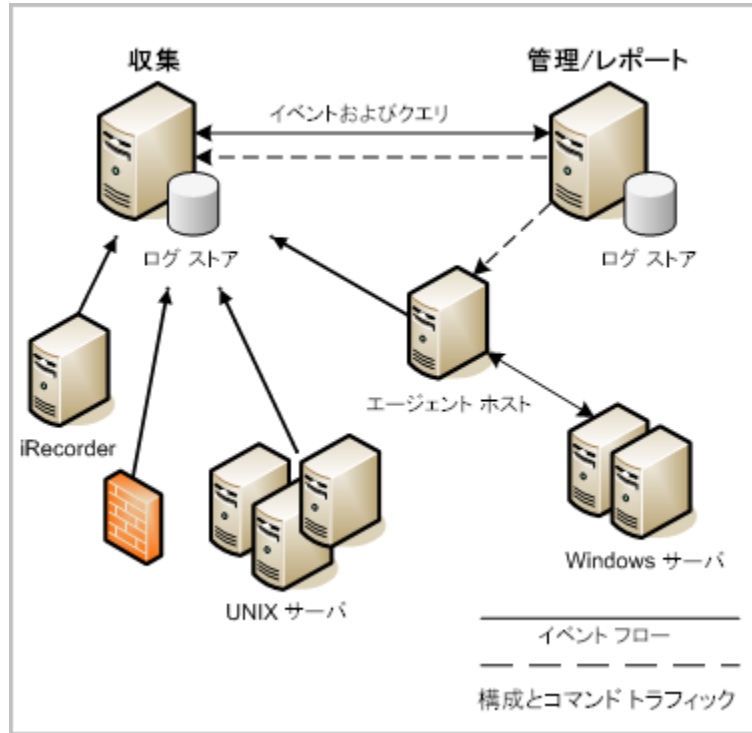 収集
管理/レポート
イベントおよびクエリ
ログ ストア
ログ ストア
エージェント ホスト
iRecorder
Windows サーバ
UNIX サーバ
イベント フロー
構成とコマンド トラフィック